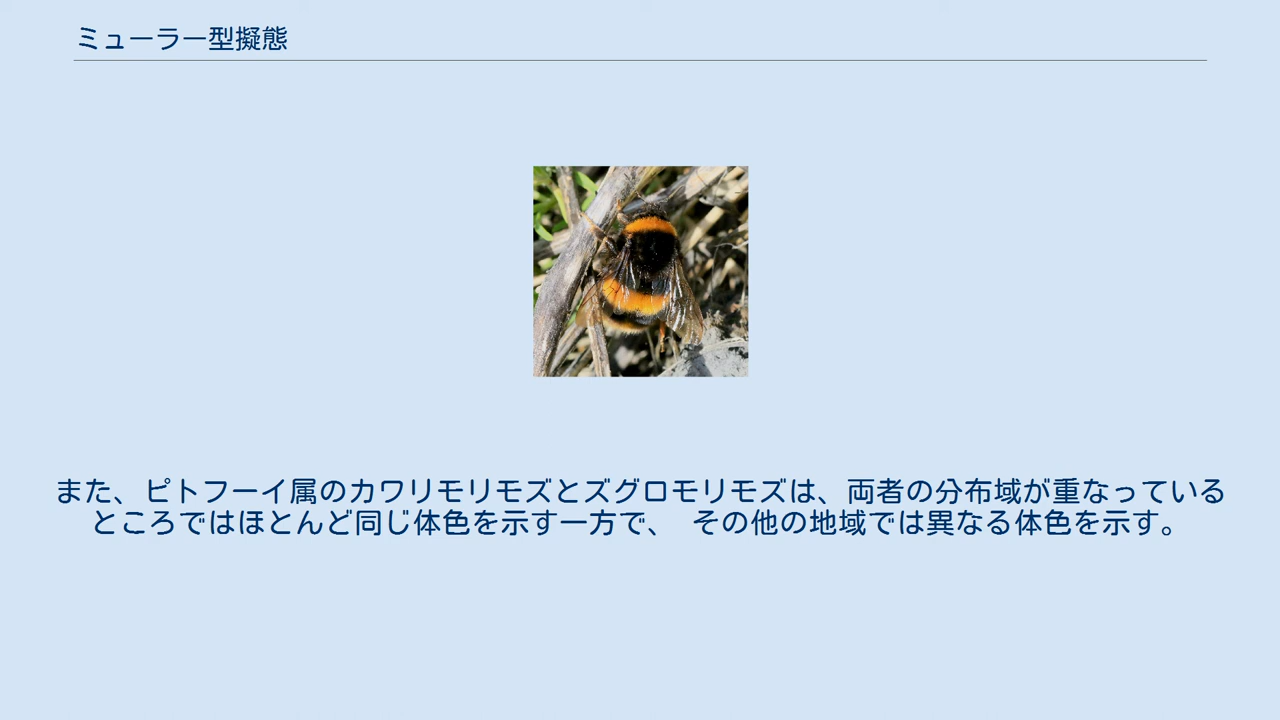 ミューラー型擬態
また、ピトフーイ属のカワリモリモズとズグロモリモズは、両者の分布域が重なっている
ところではほとんど同じ体色を示す一方で、 その他の地域では異なる体色を示す。